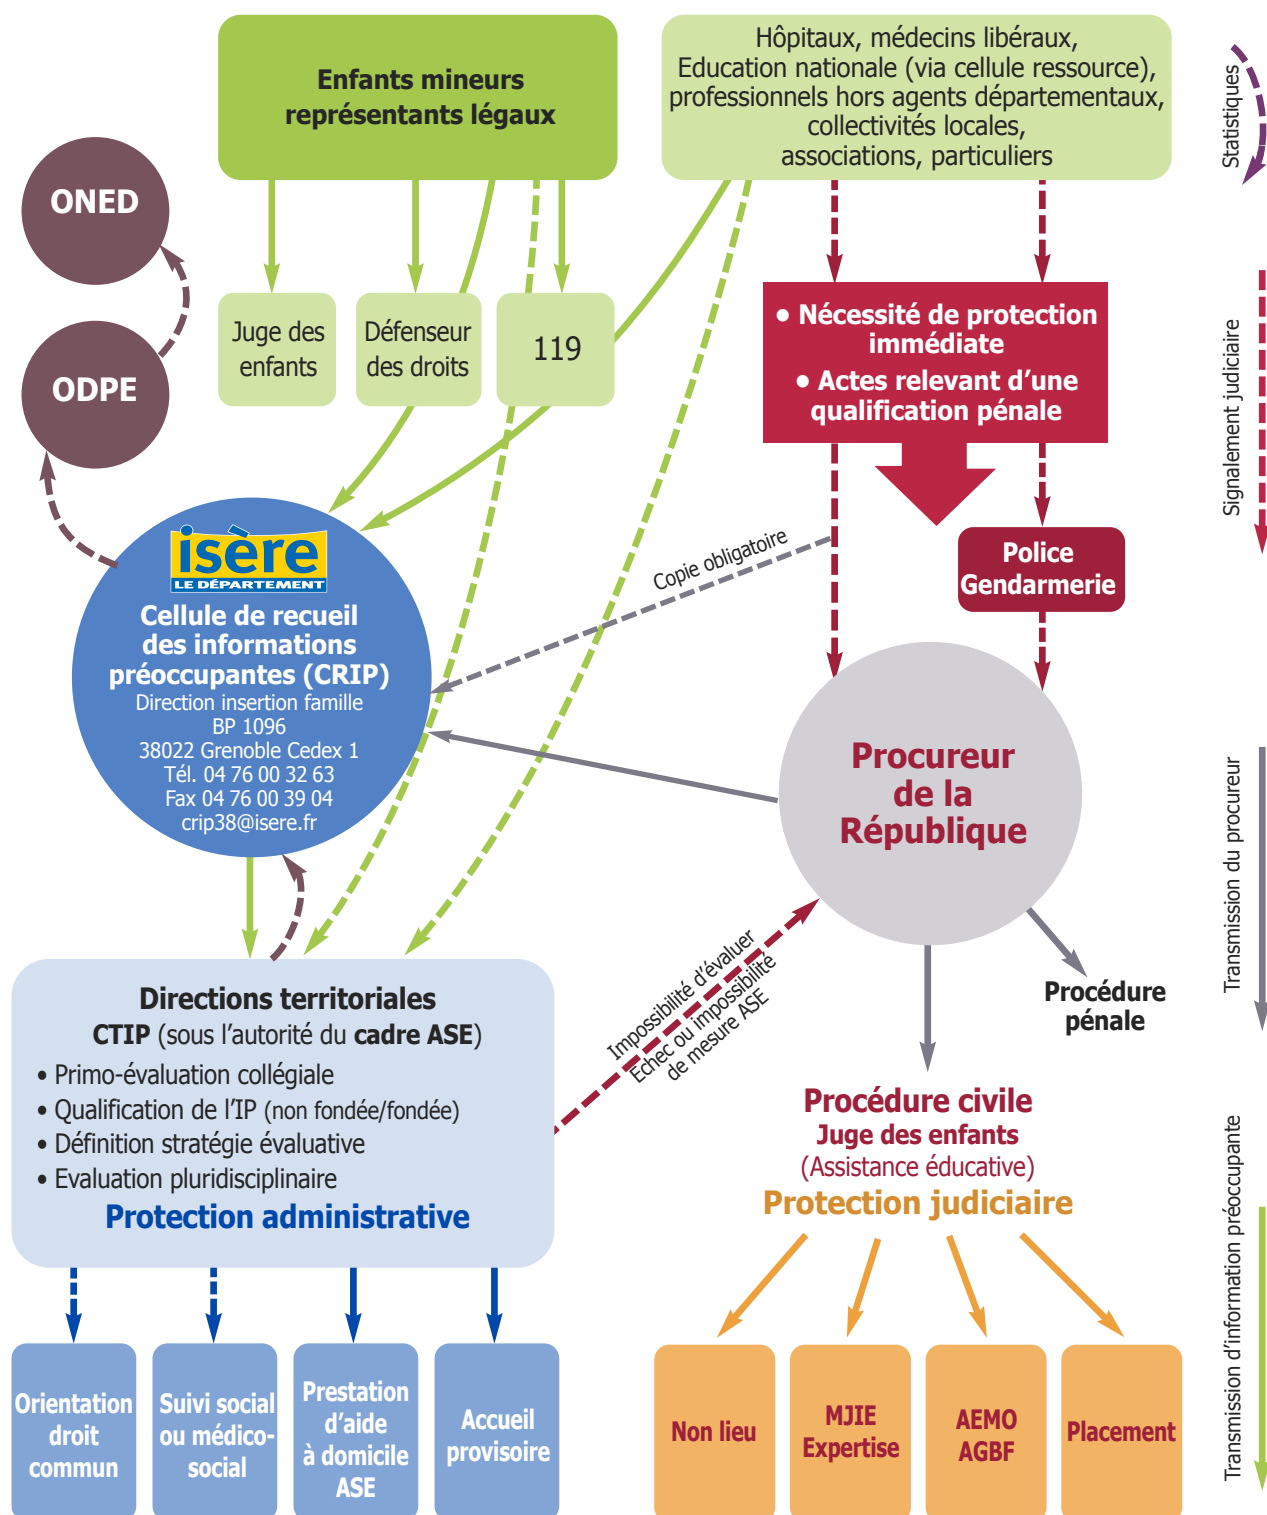 Enfants mineurs
représentants légaux
Hôpitaux, médecins libéraux,
Education nationale (via cellule ressource),
professionnels hors agents départementaux,
collectivités locales,
associations, particuliers
Statistiques
ONED
ODPE
Juge des
enfants
Défenseur
des droits
119
• Nécessité de protection
immédiate
• Actes relevant d’une
qualification pénale
Signalement judiciaire
Police
Gendarmerie
Copie obligatoire
isère
LE DÉPARTEMENT
Cellule de recueil
des informations
préoccupantes (CRIP)
Direction insertion famille
BP 1096
38022 Grenoble Cedex 1
Tél. 04 76 00 32 63
Fax 04 76 00 39 04
crip38@isere.fr
Procureur
de la
République
Transmission du procureur
Impossibilité d’évaluer
Echec ou impossibilité
de mesure ASE
Procédure
pénale
Directions territoriales
CTIP (sous l’autorité du cadre ASE)
• Primo-évaluation collégiale
• Qualification de l’IP (non fondée/fondée)
• Définition stratégie évaluative
• Evaluation pluridisciplinaire
Protection administrative
Procédure civile
Juge des enfants
(Assistance éducative)
Protection judiciaire
Transmission d’information préoccupante
Orientation
droit
commun
Suivi social
ou médico-
social
Prestation
d’aide
à domicile
ASE
Accueil
provisoire
Non lieu
MJIE
Expertise
AEMO
AGBF
Placement